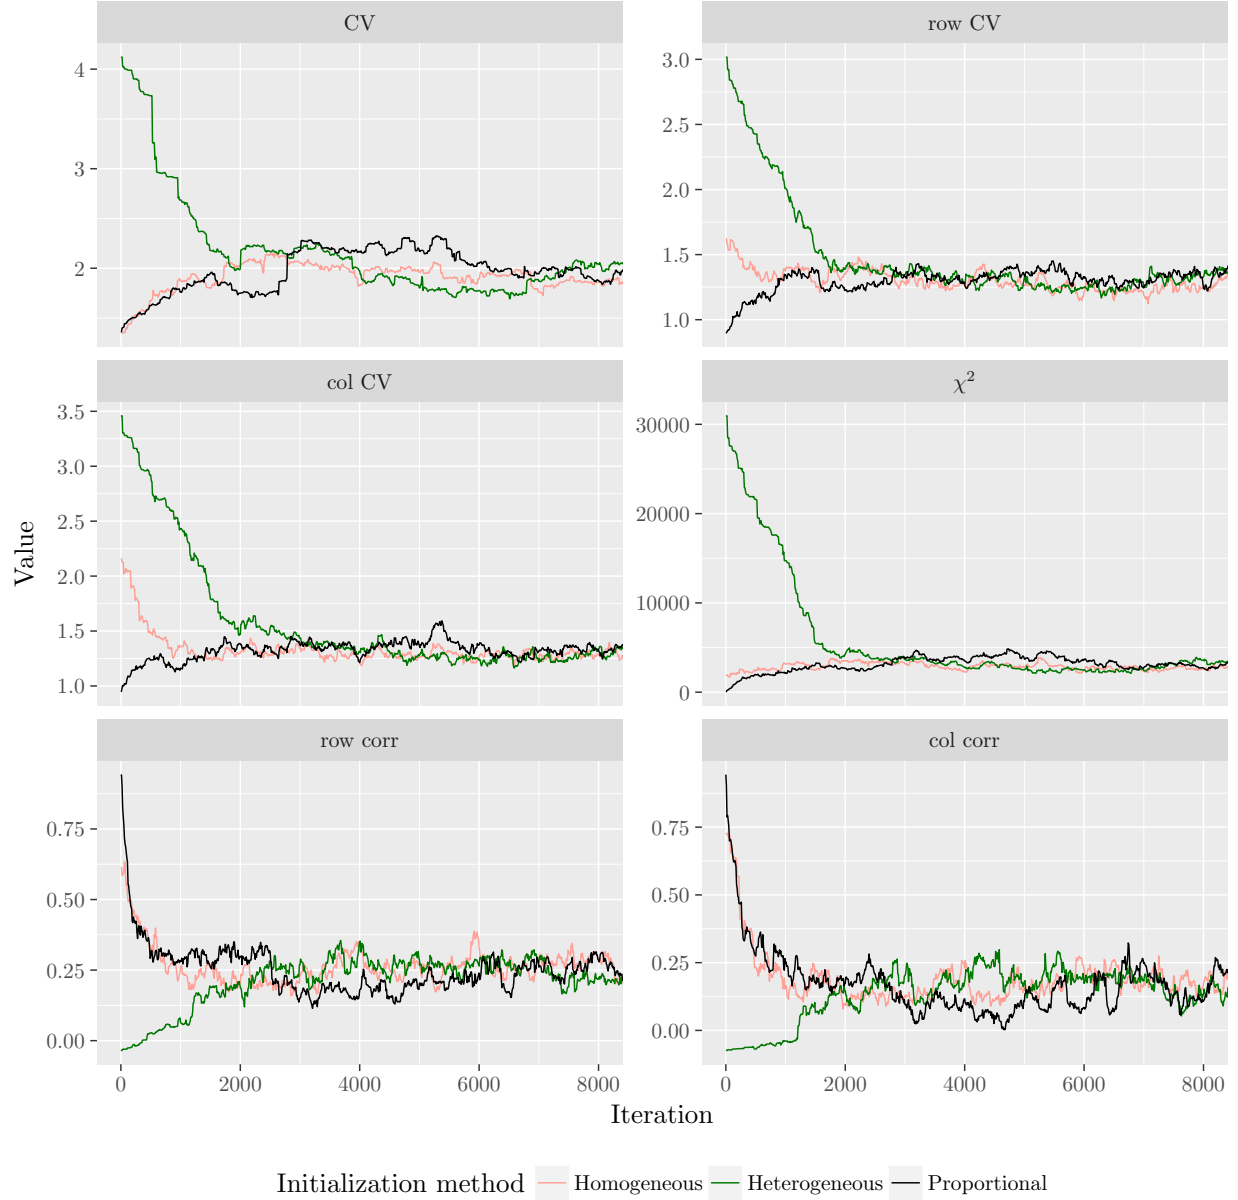 CV
row CV
4
3
2
3.0
2.5
2.0
1.5
1.0
col CV
χ²
3.5
3.0
2.5
2.0
1.5
1.0
30000
20000
10000
0
row corr
col corr
0.75
0.50
0.25
0.00
0.75
0.50
0.25
0.00
0 2000 4000 6000 8000
0 2000 4000 6000 8000
Value
Iteration
Initialization method Homogeneous Heterogeneous Proportional